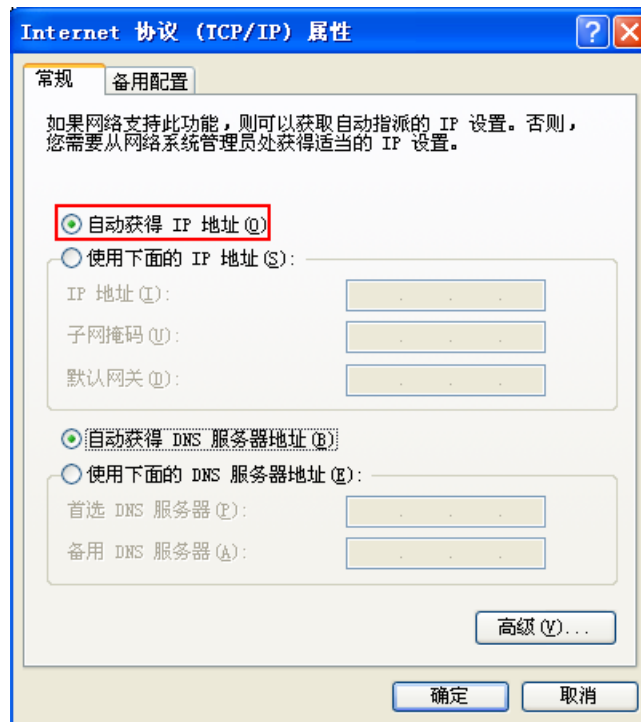 Internet 协议 (TCP/IP) 属性
常规
备用配置
如果网络支持此功能，则可以获取自动指派的 IP 设置。否则，
您需要从网络系统管理员处获得适当的 IP 设置。
自动获得 IP 地址(O)
使用下面的 IP 地址(S):
IP 地址(I):
子网掩码(U):
默认网关(D):
自动获得 DNS 服务器地址(B)
使用下面的 DNS 服务器地址(E):
首选 DNS 服务器(P):
备用 DNS 服务器(A):
高级(V)...
确定
取消